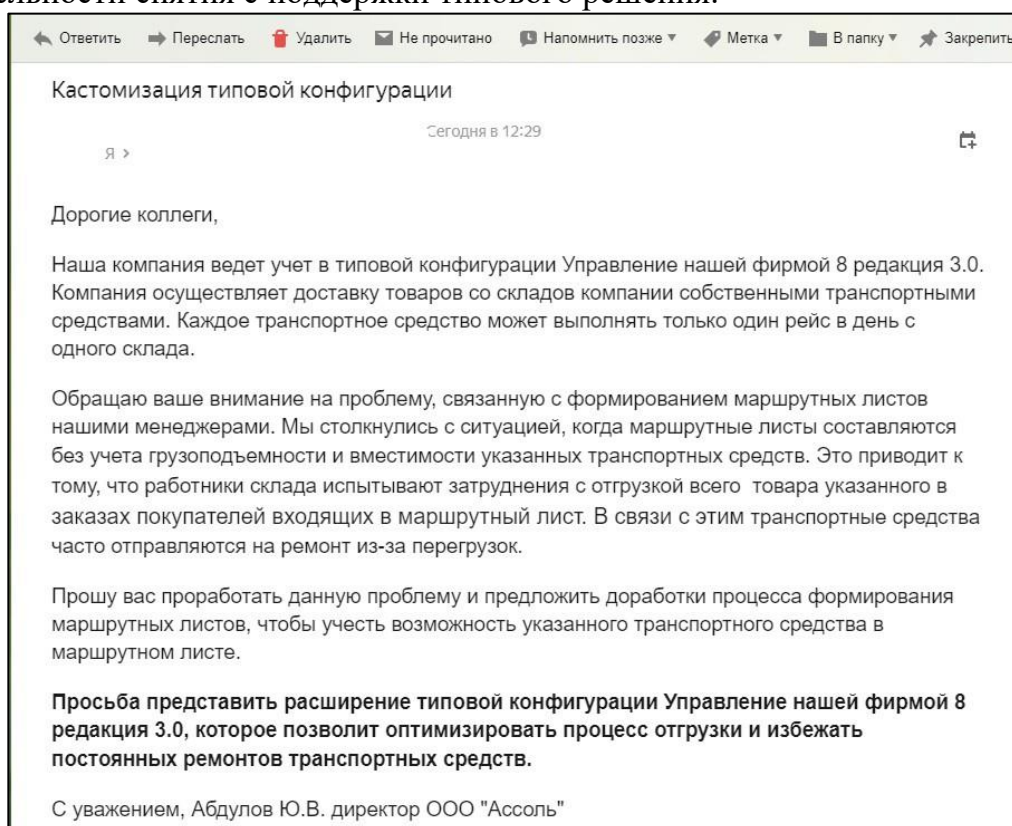 снятия с поддержки типового решения.
Ответить Переслать Удалить Не прочитано Напомнить позже Метка В папку Закрепить
Кастомизация типовой конфигурации
Сегодня в 12:29
Я >
Дорогие коллеги,
Наша компания ведет учет в типовой конфигурации Управление нашей фирмой 8 редакция 3.0.
Компания осуществляет доставку товаров со складов компании собственными транспортными
средствами. Каждое транспортное средство может выполнять только один рейс в день с
одного склада.
Обращаю ваше внимание на проблему, связанную с формированием маршрутных листов
нашими менеджерами. Мы столкнулись с ситуацией, когда маршрутные листы составляются
без учета грузоподъемности и вместимости указанных транспортных средств. Это приводит к
тому, что работники склада испытывают затруднения с отгрузкой всего товара указанного в
заказах покупателей входящих в маршрутный лист. В связи с этим транспортные средства
часто отправляются на ремонт из-за перегрузок.
Прошу вас проработать данную проблему и предложить доработки процесса формирования
маршрутных листов, чтобы учесть возможность указанного транспортного средства в
маршрутном листе.
Просьба представить расширение типовой конфигурации Управление нашей фирмой 8
редакция 3.0, которое позволит оптимизировать процесс отгрузки и избежать
постоянных ремонтов транспортных средств.
С уважением, Абдулов Ю.В. директор ООО "Ассоль"